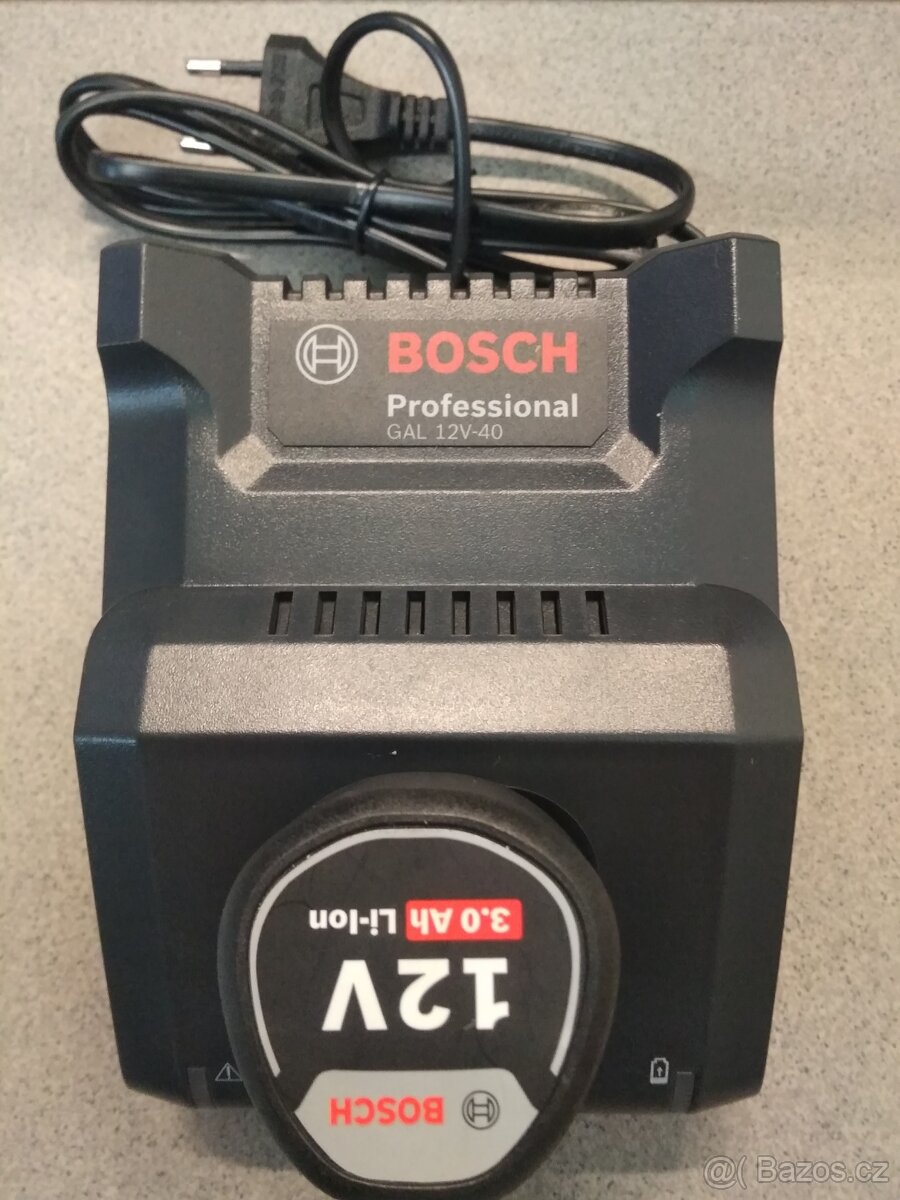 BOSCH
Professional
GAL 12V-40
3.0 Ah Li-Ion
12V
BOSCH
@( Bazos.cz